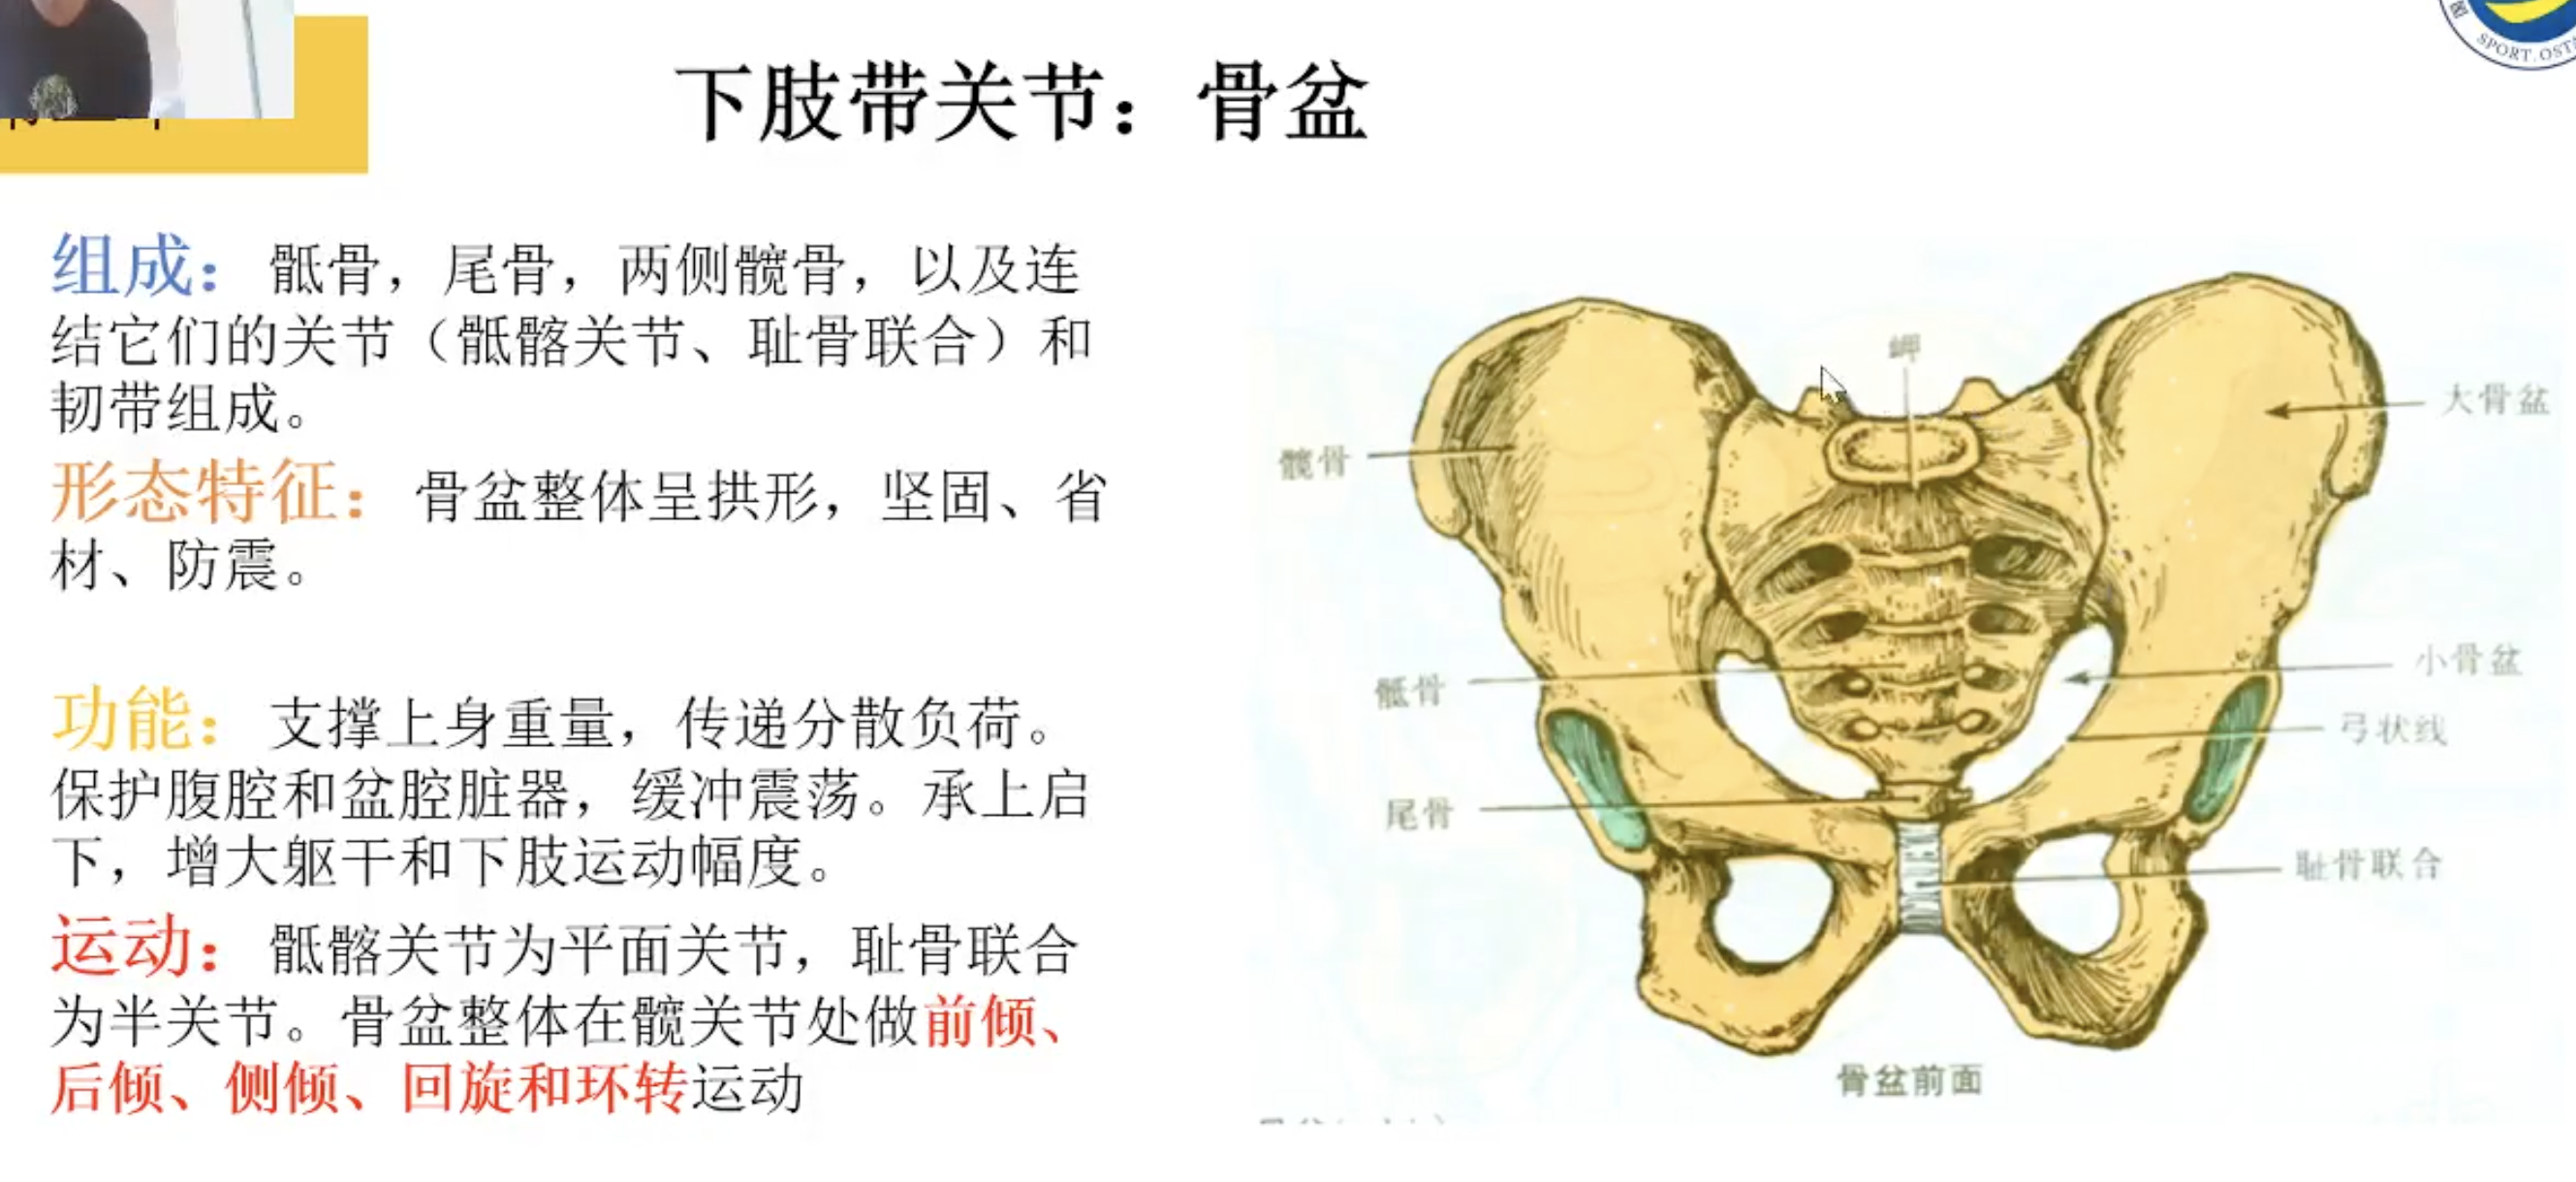 SPORT.OST
下肢带关节：骨盆
组成：骶骨，尾骨，两侧髋骨，以及连
结它们的关节（骶髂关节、耻骨联合）和
韧带组成。
形态特征：骨盆整体呈拱形，坚固、省
材、防震。
功能：支撑上身重量，传递分散负荷。
保护腹腔和盆腔脏器，缓冲震荡。承上启
下，增大躯干和下肢运动幅度。
运动：骶髂关节为平面关节，耻骨联合
为半关节。骨盆整体在髋关节处做前倾、
后倾、侧倾、回旋和环转运动
岬
大骨盆
髋骨
小骨盆
骶骨
弓状线
尾骨
耻骨联合
骨盆前面